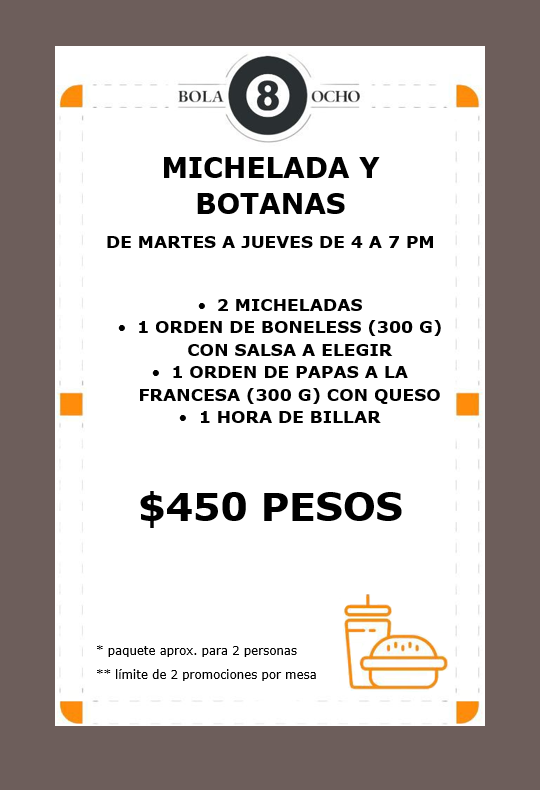 BOLA 8 OCHO
MICHELADA Y
BOTANAS
DE MARTES A JUEVES DE 4 A 7 PM
• 2 MICHELADAS
• 1 ORDEN DE BONELESS (300 G)
CON SALSA A ELEGIR
• 1 ORDEN DE PAPAS A LA
FRANCESA (300 G) CON QUESO
• 1 HORA DE BILLAR
$450 PESOS
* paquete aprox. para 2 personas
** límite de 2 promociones por mesa